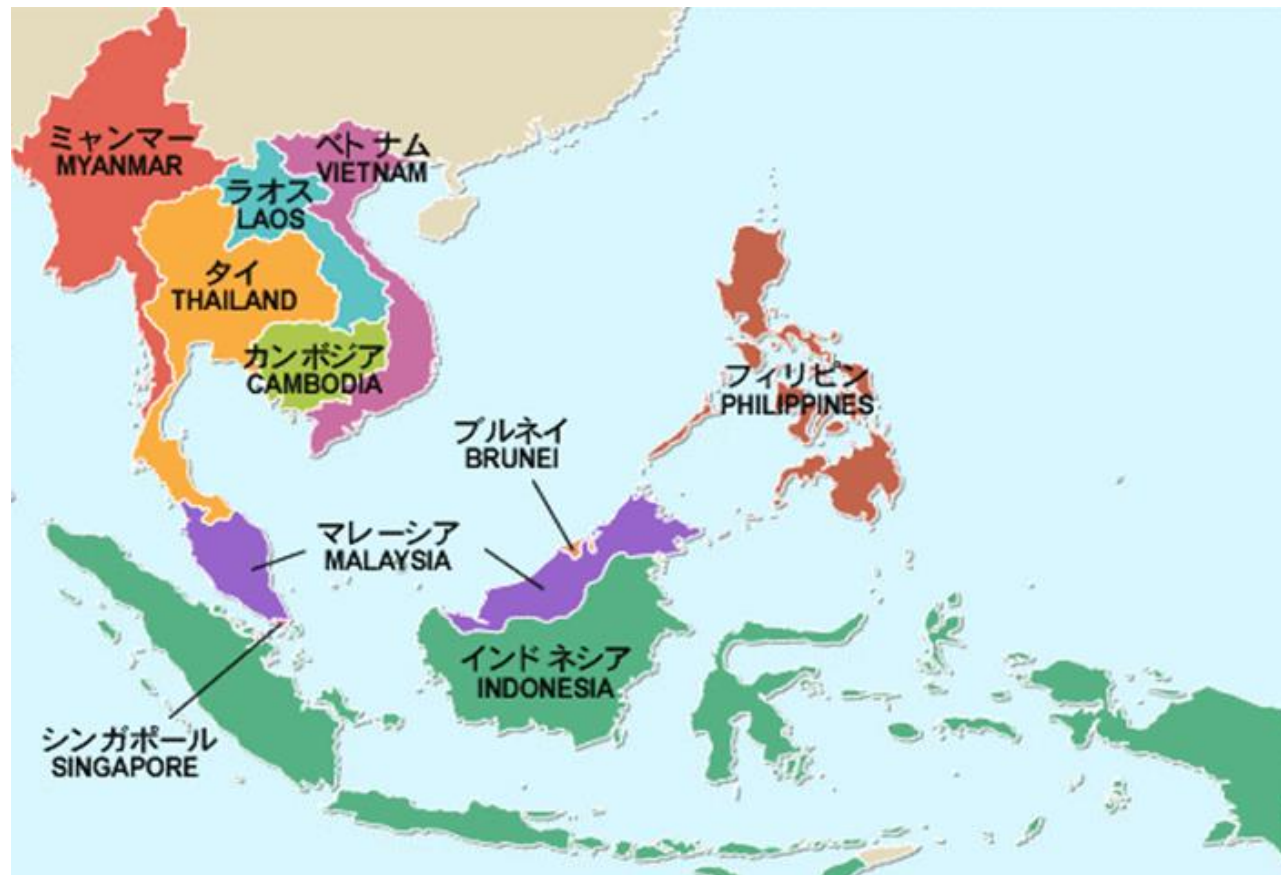 ミャンマー
MYANMAR
ベトナム
VIETNAM
ラオス
LAOS
タイ
THAILAND
カンボジア
CAMBODIA
フィリピン
PHILIPPINES
ブルネイ
BRUNEI
マレーシア
MALAYSIA
インドネシア
INDONESIA
シンガポール
SINGAPORE